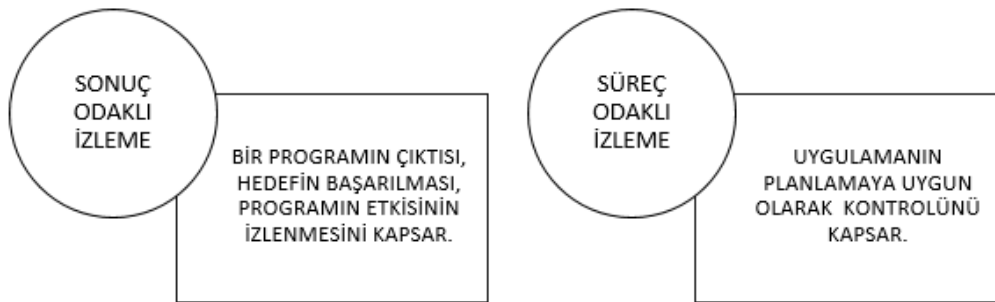 SONUÇ
ODAKLI
İZLEME
BİR PROGRAMIN ÇIKTISI,
HEDEFİN BAŞARILMASI,
PROGRAMIN ETKİSİNİN
İZLENMESİNİ KAPSAR.
SÜREÇ
ODAKLI
İZLEME
UYGULAMANIN
PLANLAMAYA UYGUN
OLARAK KONTROLÜNÜ
KAPSAR.